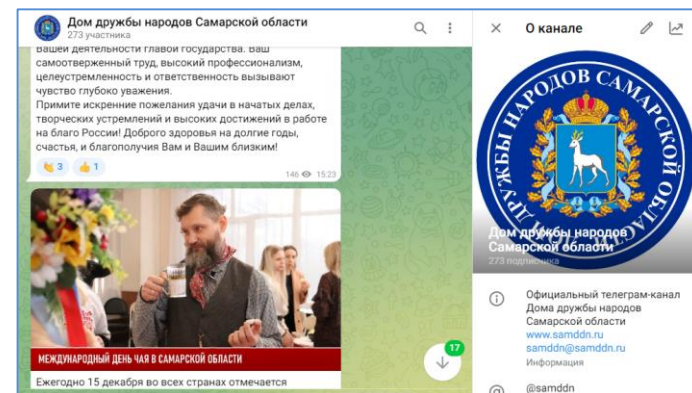 Дом дружбы народов Самарской области
273 участника
вашей деятельности главой государства. Ваш
самоотверженный труд, высокий профессионализм,
целеустремленность и ответственность вызывают
чувство глубоко уважения.
Примите искренние пожелания удачи в начатых делах,
творческих устремлений и высоких достижений в работе
на благо России! Доброго здоровья на долгие годы,
счастья, и благополучия Вам и Вашим близким!
3 1
146 15:23
МЕЖДУНАРОДНЫЙ ДЕНЬ ЧАЯ В САМАРСКОЙ ОБЛАСТИ
17
Ежегодно 15 декабря во всех странах отмечается
О канале
ДОМ ДРУЖБЫ НАРОДОВ САМАРСКОЙ ОБЛАСТИ
Дом дружбы народов
Самарской области
273 подписчика
Официальный телеграм-канал
Дома дружбы народов
Самарской области
www.samddn.ru
samddn@samddn.ru
Информация
@samddn